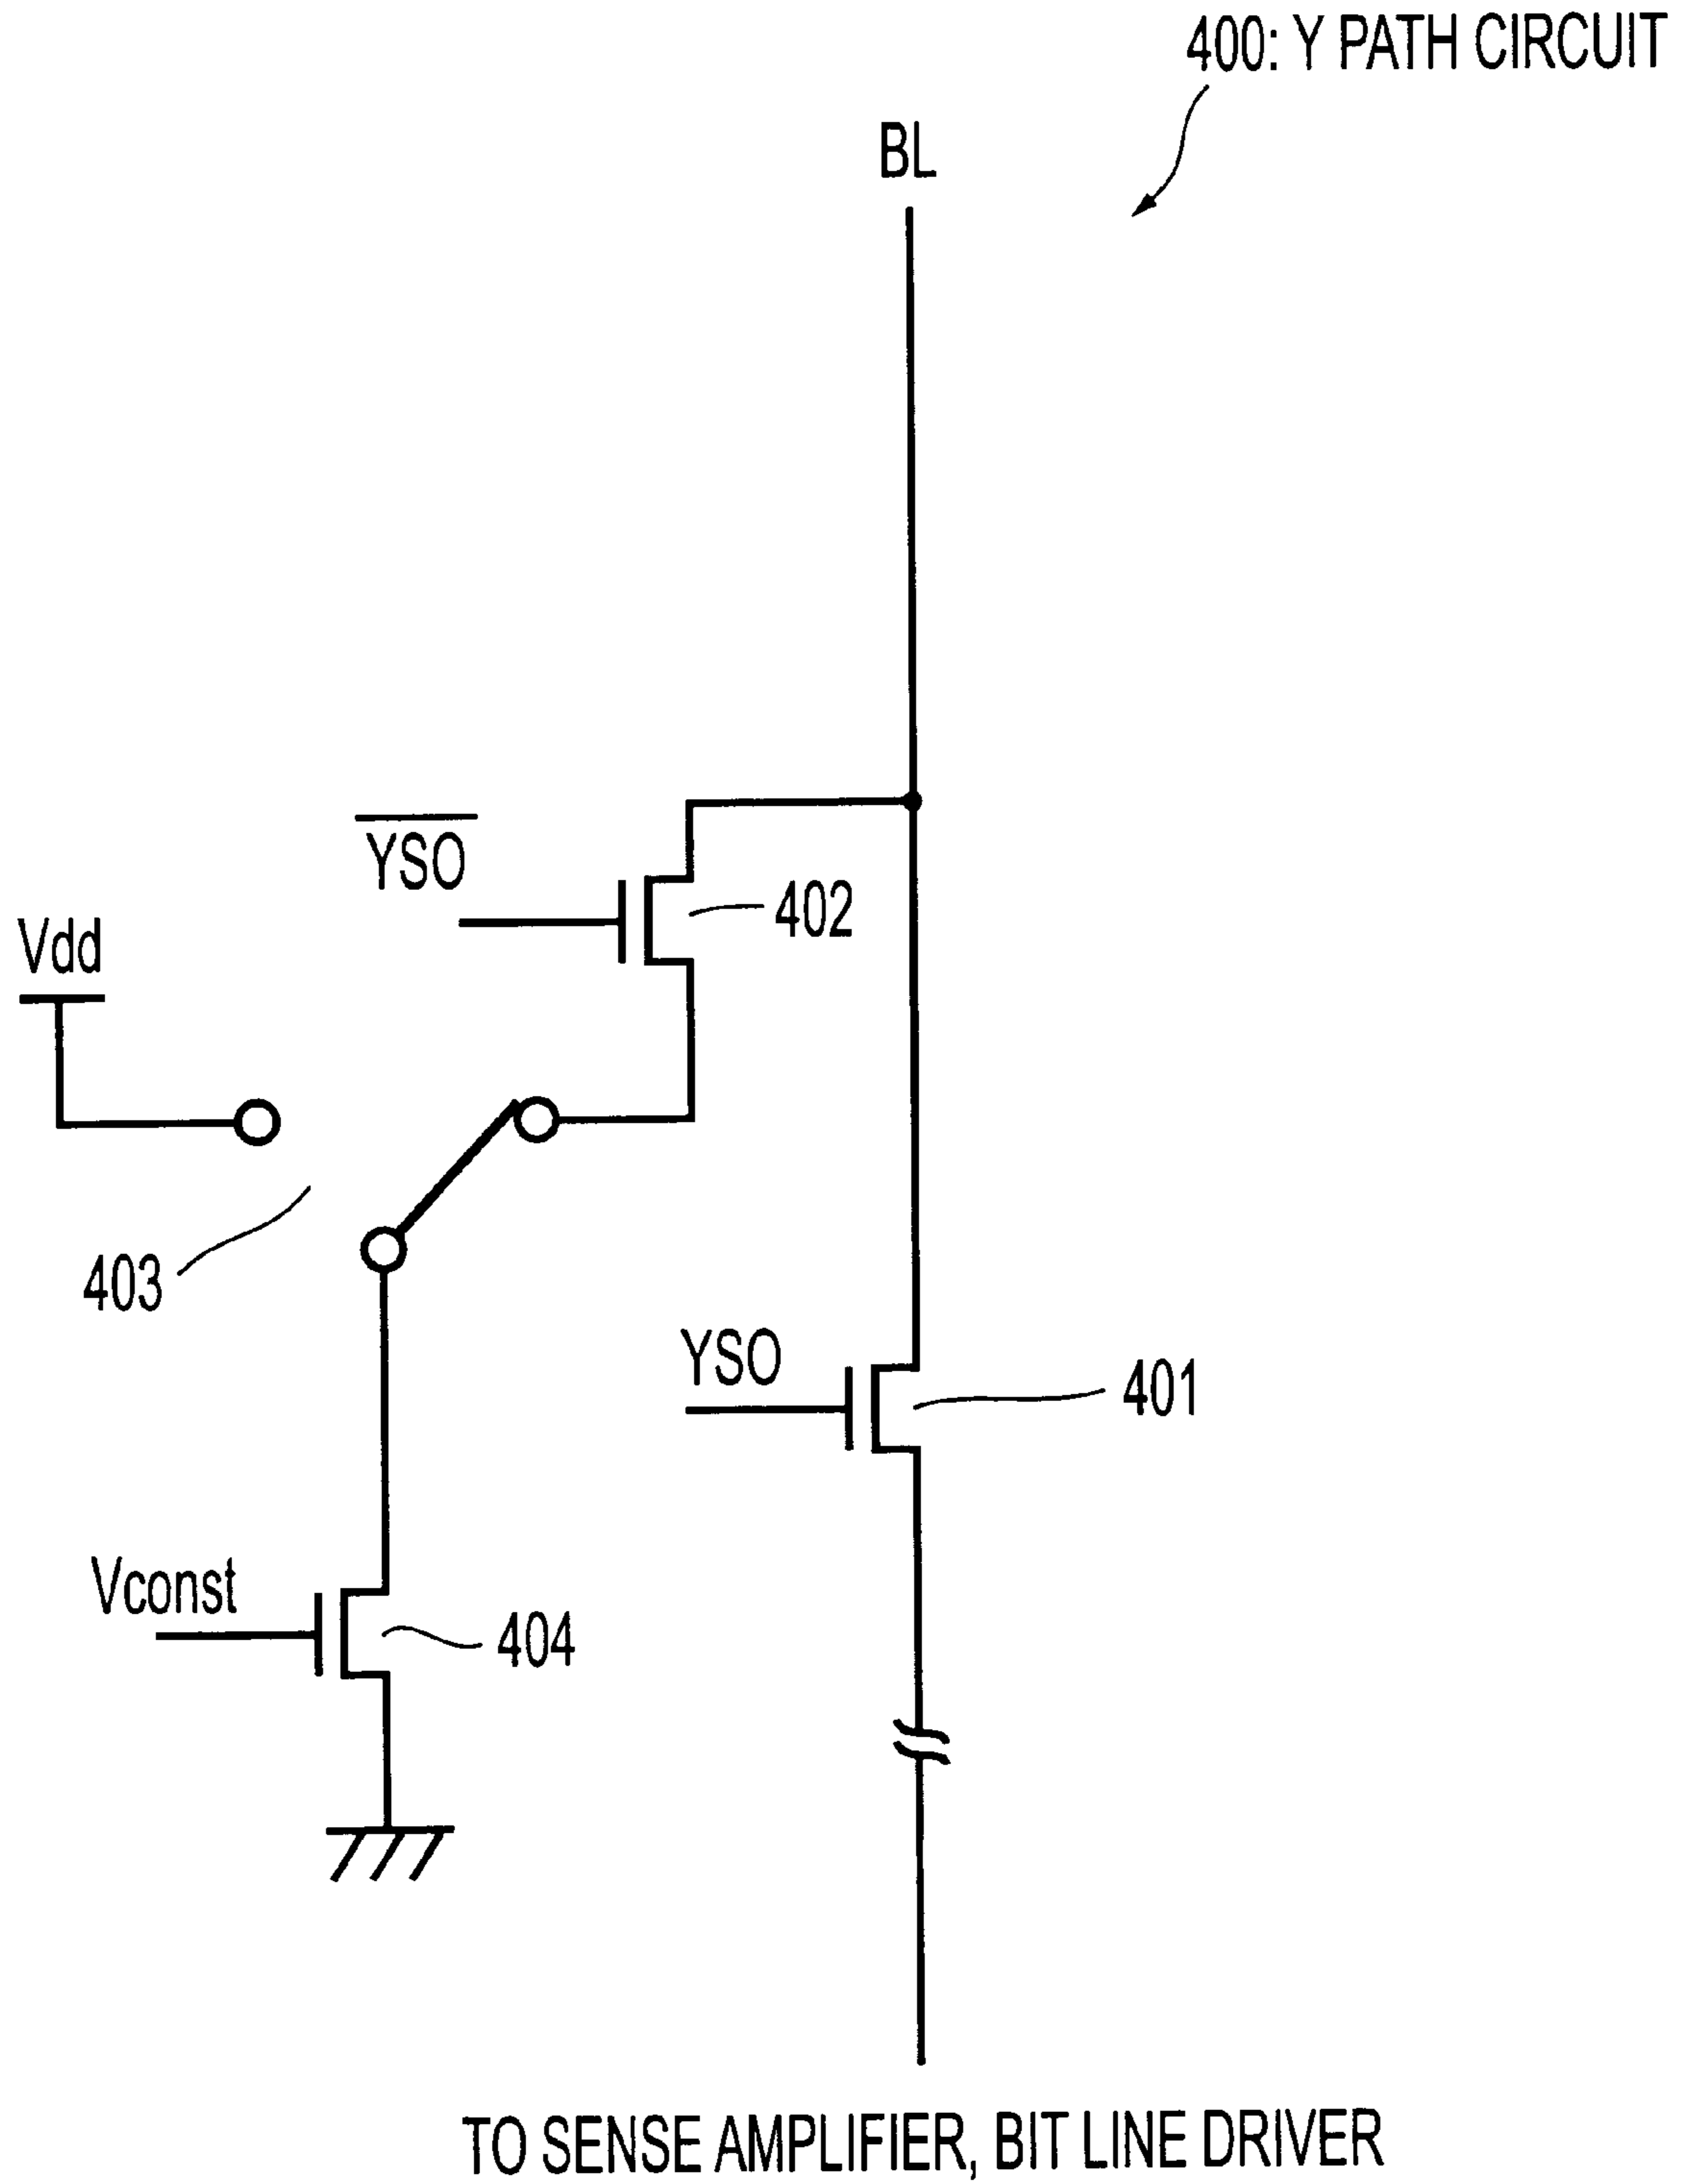 400: Y PATH CIRCUIT
BL
YSO
402
Vdd
403
YSO
401
Vconst
404
TO SENSE AMPLIFIER, BIT LINE DRIVER